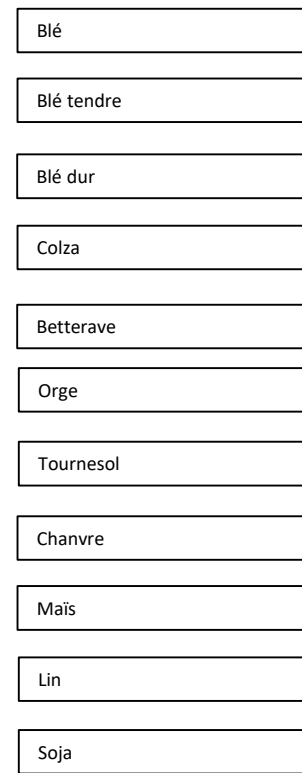 Blé
Blé tendre
Blé dur
Colza
Betterave
Orge
Tournesol
Chanvre
Maïs
Lin
Soja